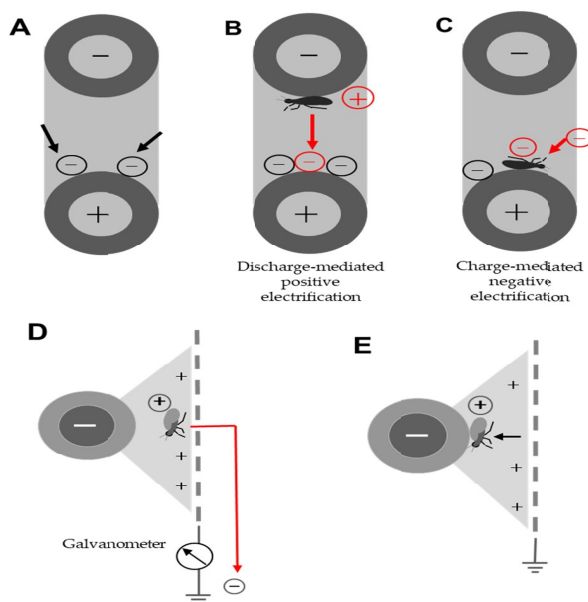 A
B
C
−
−
−
+
−
−
−
−
−
−
−
−
+
+
+
Discharge-mediated
positive
electrification
Charge-mediated
negative
electrification
D
E
+
+
−
+
+
+
Galvanometer
−
+
+
−
+
+